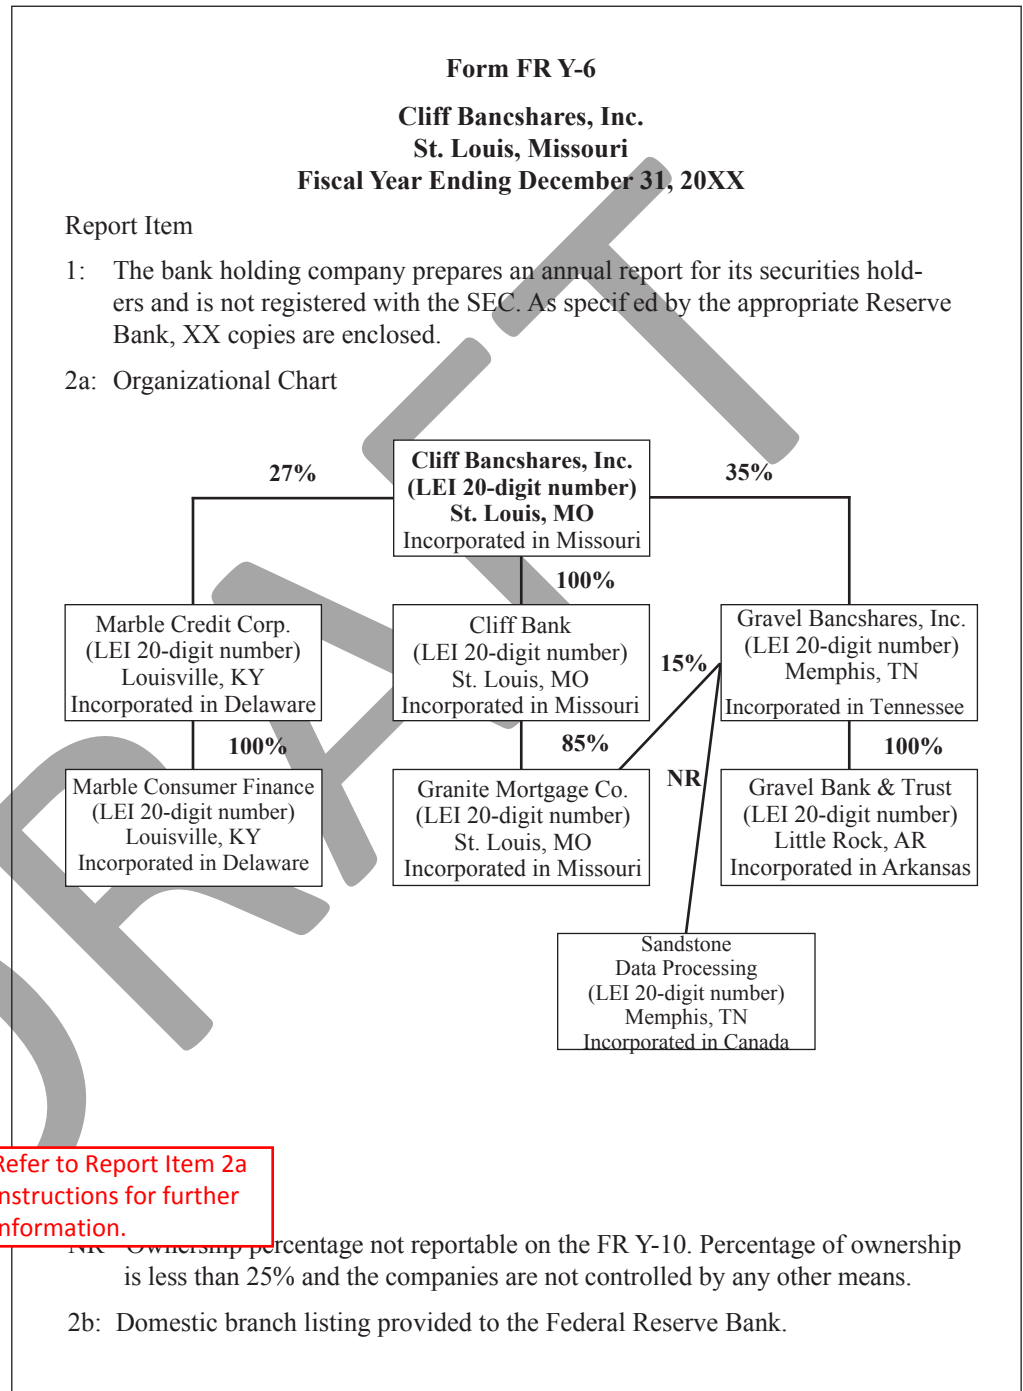 Form FR Y-6
Cliff Bancshares, Inc.
St. Louis, Missouri
Fiscal Year Ending December 31, 20XX
Report Item
1: The bank holding company prepares an annual report for its securities hold-
ers and is not registered with the SEC. As specif ed by the appropriate Reserve
Bank, XX copies are enclosed.
2a: Organizational Chart
Cliff Bancshares, Inc.
(LEI 20-digit number)
St. Louis, MO
Incorporated in Missouri
27%
35%
100%
Marble Credit Corp.
(LEI 20-digit number)
Louisville, KY
Incorporated in Delaware
Cliff Bank
(LEI 20-digit number)
St. Louis, MO
Incorporated in Missouri
Gravel Bancshares, Inc.
(LEI 20-digit number)
Memphis, TN
Incorporated in Tennessee
15%
100%
85%
NR
100%
Marble Consumer Finance
(LEI 20-digit number)
Louisville, KY
Incorporated in Delaware
Granite Mortgage Co.
(LEI 20-digit number)
St. Louis, MO
Incorporated in Missouri
Gravel Bank & Trust
(LEI 20-digit number)
Little Rock, AR
Incorporated in Arkansas
Sandstone
Data Processing
(LEI 20-digit number)
Memphis, TN
Incorporated in Canada
Refer to Report Item 2a
instructions for further
information.
NR Ownership percentage not reportable on the FR Y-10. Percentage of ownership
is less than 25% and the companies are not controlled by any other means.
2b: Domestic branch listing provided to the Federal Reserve Bank.
DRAFT